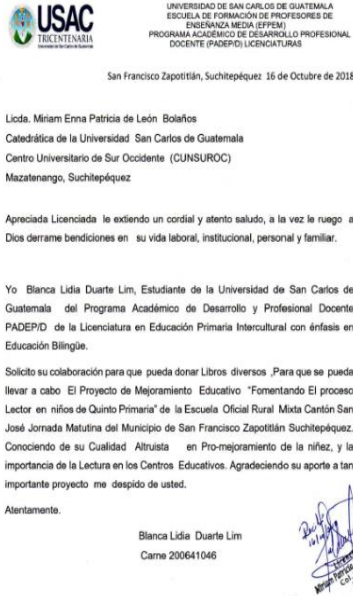 USAC
TRICENTENARIA
Universidad de San Carlos de Guatemala
UNIVERSIDAD DE SAN CARLOS DE GUATEMALA
ESCUELA DE FORMACIÓN DE PROFESORES DE
ENSEÑANZA MEDIA (EFPEM)
PROGRAMA ACADÉMICO DE DESARROLLO PROFESIONAL
DOCENTE (PADEP/D) LICENCIATURAS
San Francisco Zapotitlán, Suchitepéquez 16 de Octubre de 2018
Licda. Miriam Enna Patricia de León Bolaños
Catedrática de la Universidad San Carlos de Guatemala
Centro Universitario de Sur Occidente (CUNSUROC)
Mazatenango, Suchitepéquez
Apreciada Licenciada le extiendo un cordial y atento saludo, a la vez le ruego a
Dios derrame bendiciones en su vida laboral, institucional, personal y familiar.
Yo Blanca Lidia Duarte Lim, Estudiante de la Universidad de San Carlos de
Guatemala del Programa Académico de Desarrollo y Profesional Docente
PADEP/D de la Licenciatura en Educación Primaria Intercultural con énfasis en
Educación Bilingüe.
Solicito su colaboración para que pueda donar Libros diversos ,Para que se pueda
llevar a cabo El Proyecto de Mejoramiento Educativo "Fomentando El proceso
Lector en niños de Quinto Primaria" de la Escuela Oficial Rural Mixta Cantón San
José Jornada Matutina del Municipio de San Francisco Zapotitlán Suchitepéquez.
Conociendo de su Cualidad Altruista en Pro-mejoramiento de la niñez, y la
importancia de la Lectura en los Centros Educativos. Agradeciendo su aporte a tan
importante proyecto me despido de usted.
Atentamente.
Blanca Lidia Duarte Lim
Carne 200641046